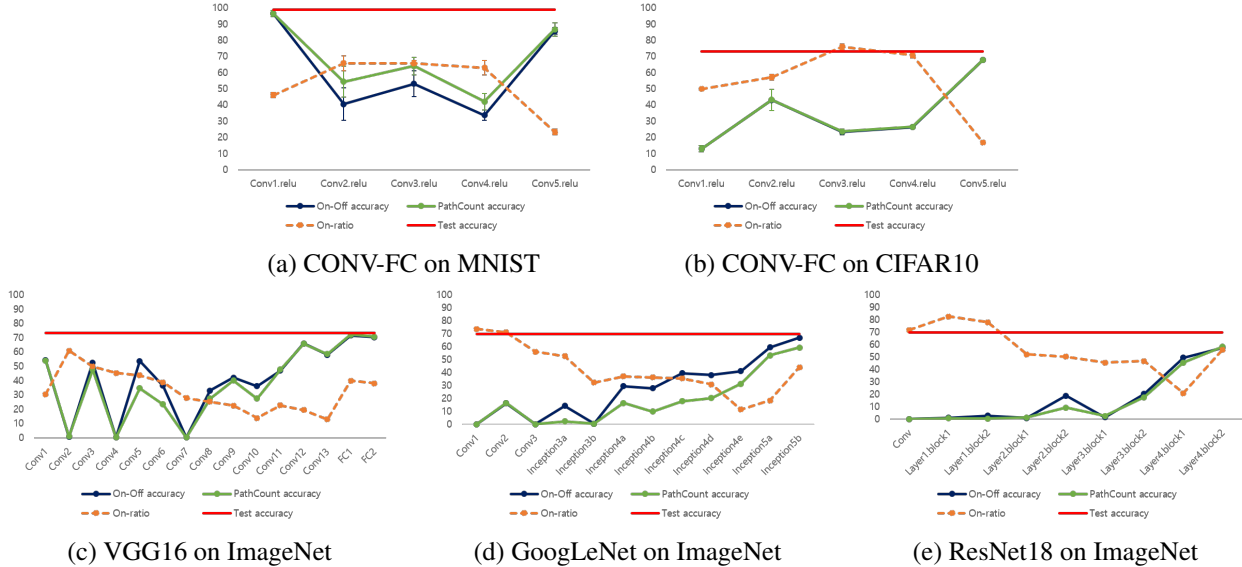 100
90
80
70
60
50
40
30
20
10
0
Conv1.relu Conv2.relu Conv3.relu Conv4.relu Conv5.relu
On-Off accuracy PathCount accuracy
On-ratio Test accuracy
(a) CONV-FC on MNIST
100
90
80
70
60
50
40
30
20
10
0
Conv1.relu Conv2.relu Conv3.relu Conv4.relu Conv5.relu
On-Off accuracy PathCount accuracy
On-ratio Test accuracy
(b) CONV-FC on CIFAR10
100
90
80
70
60
50
40
30
20
10
0
Conv1 Conv2 Conv3 Conv4 Conv5 Conv6 Conv7 Conv8 Conv9 Conv10 Conv11 Conv12 Conv13 FC1 FC2
On-Off accuracy PathCount accuracy
On-ratio Test accuracy
(c) VGG16 on ImageNet
100
90
80
70
60
50
40
30
20
10
0
Conv1 Conv2 Conv3 Inception3a Inception3b Inception4a Inception4b Inception4c Inception4d Inception4e Inception5a Inception5b
On-Off accuracy PathCount accuracy
On-ratio Test accuracy
(d) GoogLeNet on ImageNet
100
90
80
70
60
50
40
30
20
10
0
Conv Layer1.block1 Layer1.block2 Layer2.block1 Layer2.block2 Layer3.block1 Layer3.block2 Layer4.block1 Layer4.block2
On-Off accuracy PathCount accuracy
On-ratio Test accuracy
(e) ResNet18 on ImageNet